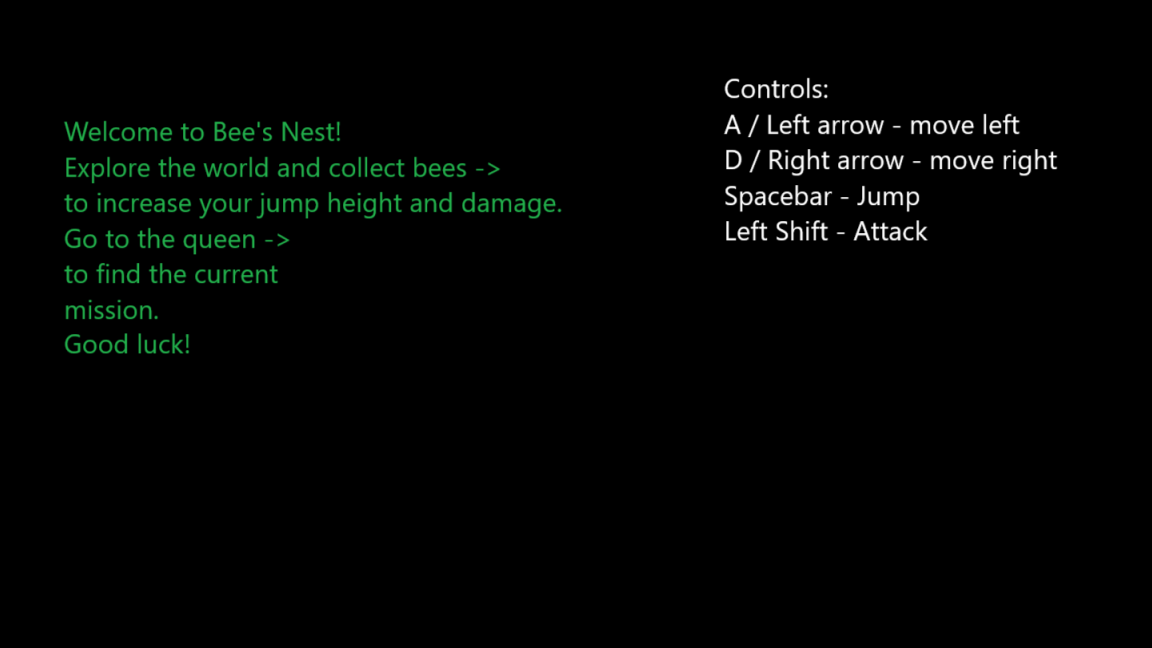 Welcome to Bee's Nest!
Explore the world and collect bees ->
to increase your jump height and damage.
Go to the queen ->
to find the current
mission.
Good luck!
Controls:
A / Left arrow - move left
D / Right arrow - move right
Spacebar - Jump
Left Shift - Attack